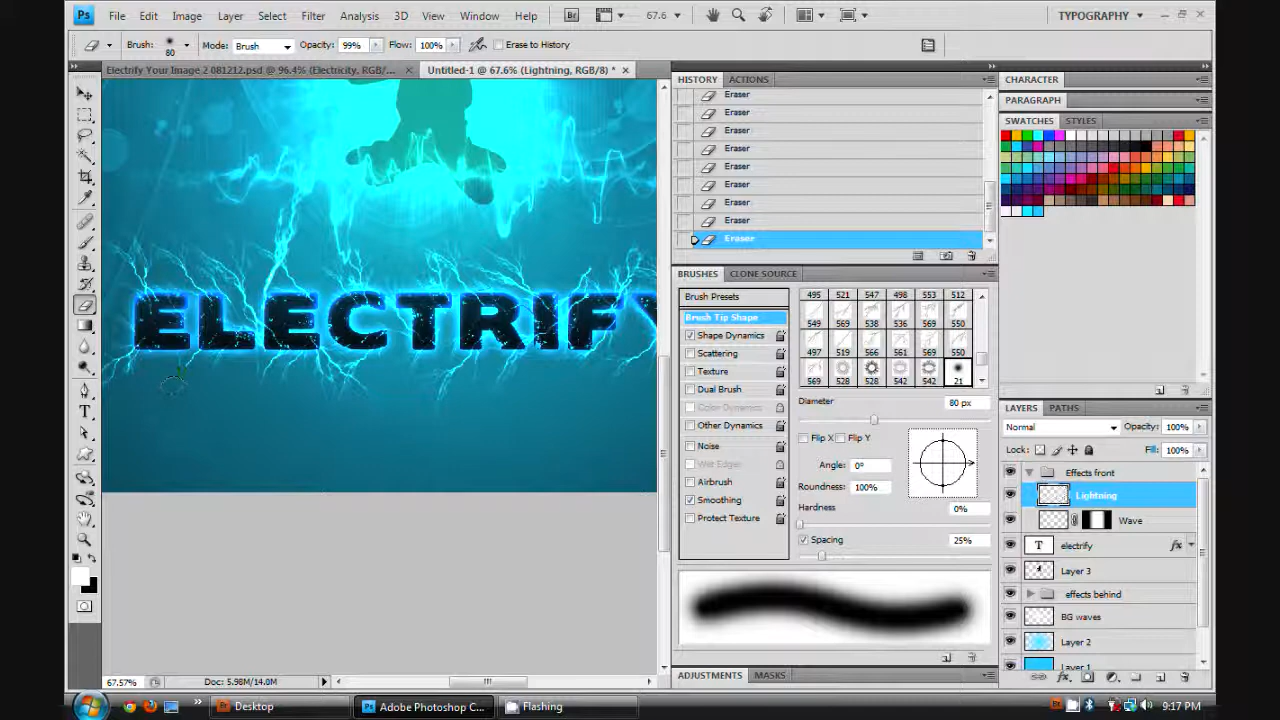 Ps File Edit Image Layer Select Filter Analysis 3D View Window Help Br 67.6 TYPOGRAPHY
Brush: 80 Mode: Brush Opacity: 99% Flow: 100% Erase to History
Electrify Your Image 2 081212.psd @ 96.4% (Electricity, RGB/... Untitled-1 @ 67.6% (Lightning, RGB/8) *
HISTORY ACTIONS
Eraser
Eraser
Eraser
Eraser
Eraser
Eraser
Eraser
Eraser
Eraser
CHARACTER
PARAGRAPH
SWATCHES STYLES
ELECTRIFY
BRUSHES CLONE SOURCE
Brush Presets
Brush Tip Shape
Shape Dynamics
Scattering
Texture
Dual Brush
Color Dynamics
Other Dynamics
Noise
Wet Edges
Airbrush
Smoothing
Protect Texture
495 521 547 498 553 512
549 569 538 536 569 550
497 519 566 561 569 550
569 528 528 542 542 21
Diameter 80 px
Flip X Flip Y
Angle: 0°
Roundness: 100%
Hardness 0%
Spacing 25%
LAYERS PATHS
Normal Opacity: 100%
Lock: Fill: 100%
Effects front
Lightning
Wave
T electrify fx
Layer 3
effects behind
BG waves
Layer 2
Layer 1
ADJUSTMENTS MASKS
67.57% Doc: 5.98M/14.0M
Br Desktop Ps Adobe Photoshop C... Flashing 9:17 PM